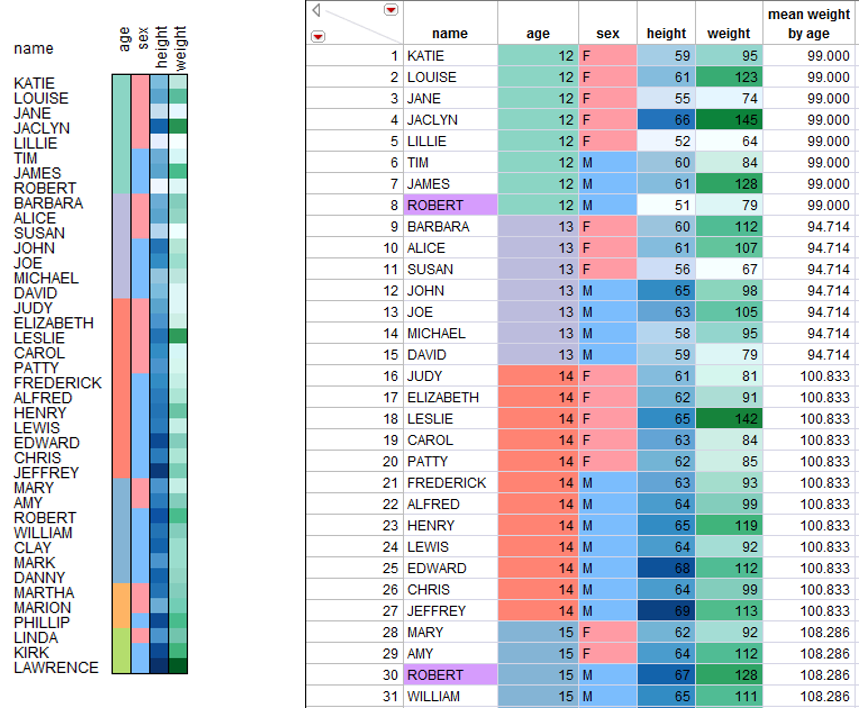 name age sex height weight
KATIE
LOUISE
JANE
JACLYN
LILLIE
TIM
JAMES
ROBERT
BARBARA
ALICE
SUSAN
JOHN
JOE
MICHAEL
DAVID
JUDY
ELIZABETH
LESLIE
CAROL
PATTY
FREDERICK
ALFRED
HENRY
LEWIS
EDWARD
CHRIS
JEFFREY
MARY
AMY
ROBERT
WILLIAM
CLAY
MARK
DANNY
MARTHA
MARION
PHILLIP
LINDA
KIRK
LAWRENCE
mean weight
name age sex height weight by age
1 KATIE 12 F 59 95 99.000
2 LOUISE 12 F 61 123 99.000
3 JANE 12 F 55 74 99.000
4 JACLYN 12 F 66 145 99.000
5 LILLIE 12 F 52 64 99.000
6 TIM 12 M 60 84 99.000
7 JAMES 12 M 61 128 99.000
8 ROBERT 12 M 51 79 99.000
9 BARBARA 13 F 60 112 94.714
10 ALICE 13 F 61 107 94.714
11 SUSAN 13 F 56 67 94.714
12 JOHN 13 M 65 98 94.714
13 JOE 13 M 63 105 94.714
14 MICHAEL 13 M 58 95 94.714
15 DAVID 13 M 59 79 94.714
16 JUDY 14 F 61 81 100.833
17 ELIZABETH 14 F 62 91 100.833
18 LESLIE 14 F 65 142 100.833
19 CAROL 14 F 63 84 100.833
20 PATTY 14 F 62 85 100.833
21 FREDERICK 14 M 63 93 100.833
22 ALFRED 14 M 64 99 100.833
23 HENRY 14 M 65 119 100.833
24 LEWIS 14 M 64 92 100.833
25 EDWARD 14 M 68 112 100.833
26 CHRIS 14 M 64 99 100.833
27 JEFFREY 14 M 69 113 100.833
28 MARY 15 F 62 92 108.286
29 AMY 15 F 64 112 108.286
30 ROBERT 15 M 67 128 108.286
31 WILLIAM 15 M 65 111 108.286